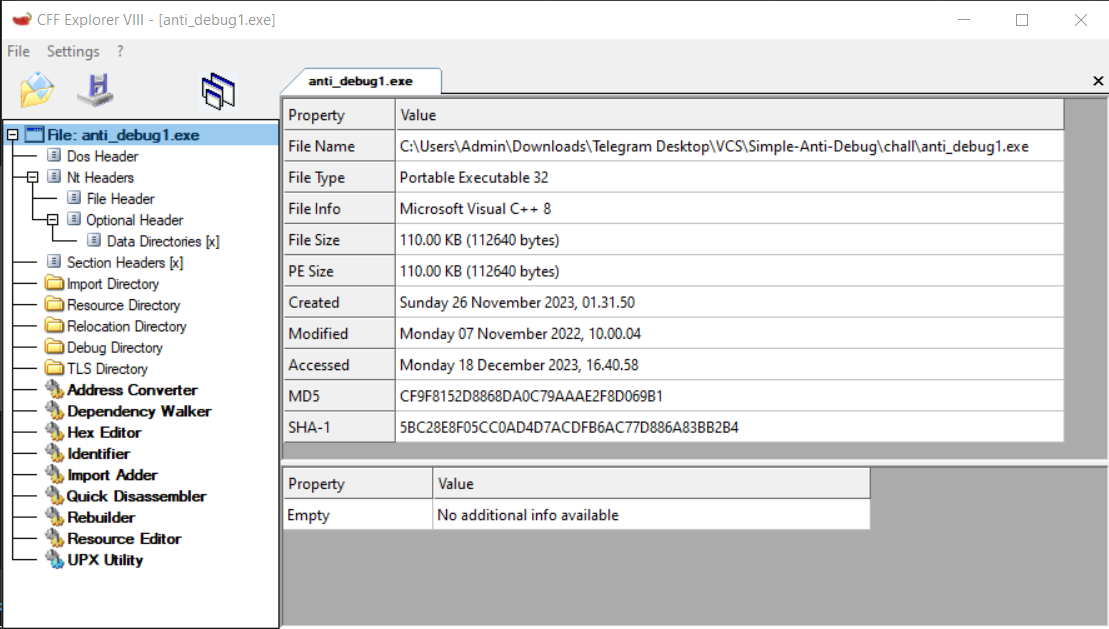 CFF Explorer VIII - [anti_debug1.exe]
File Settings ?
anti_debug1.exe
File: anti_debug1.exe
Dos Header
Nt Headers
File Header
Optional Header
Data Directories [x]
Section Headers [x]
Import Directory
Resource Directory
Relocation Directory
Debug Directory
TLS Directory
Address Converter
Dependency Walker
Hex Editor
Identifier
Import Adder
Quick Disassembler
Rebuilder
Resource Editor
UPX Utility
Property Value
File Name C:\Users\Admin\Downloads\Telegram Desktop\VCS\Simple-Anti-Debug\chall\anti_debug1.exe
File Type Portable Executable 32
File Info Microsoft Visual C++ 8
File Size 110.00 KB (112640 bytes)
PE Size 110.00 KB (112640 bytes)
Created Sunday 26 November 2023, 01.31.50
Modified Monday 07 November 2022, 10.00.04
Accessed Monday 18 December 2023, 16.40.58
MD5 CF9F8152D8868DA0C79AAAE2F8D069B1
SHA-1 5BC28E8F05CC0AD4D7ACDFB6AC77D886A83BB2B4
Property Value
Empty No additional info available